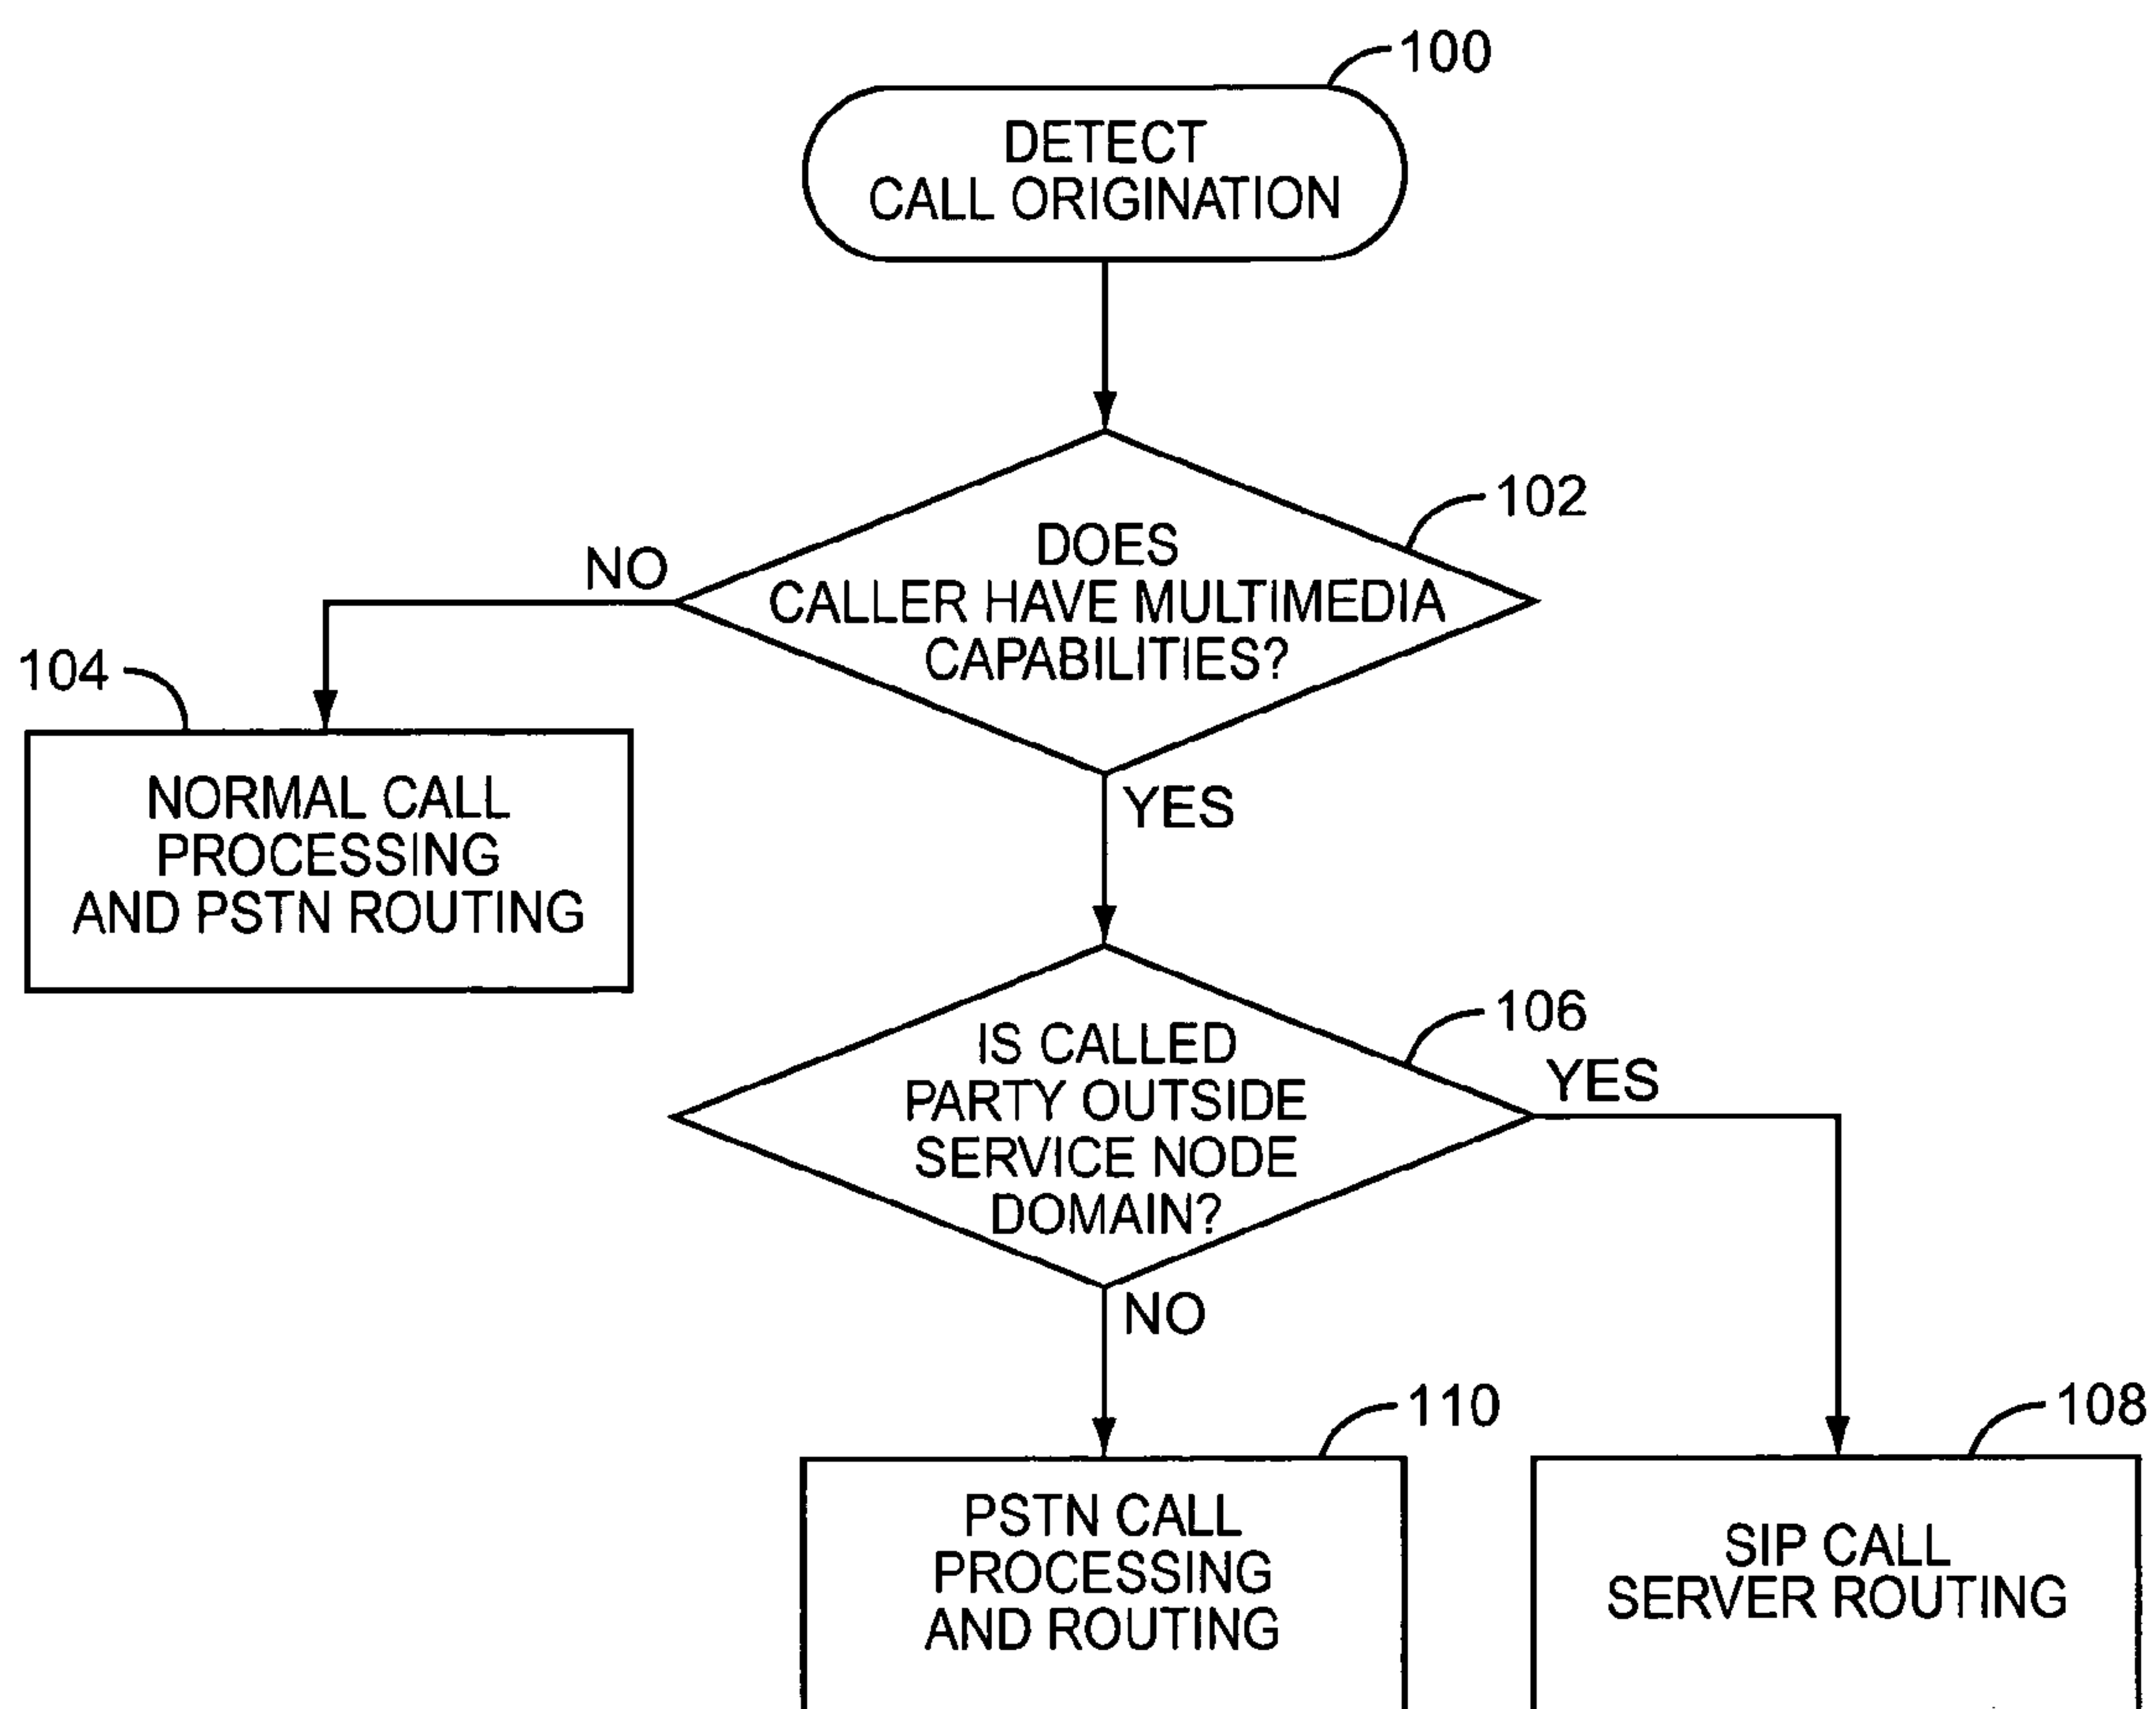 100
DETECT
CALL ORIGINATION
102
DOES
CALLER HAVE MULTIMEDIA
CAPABILITIES?
NO
104
NORMAL CALL
PROCESSING
AND PSTN ROUTING
YES
106
IS CALLED
PARTY OUTSIDE
SERVICE NODE
DOMAIN?
YES
NO
110
PSTN CALL
PROCESSING
AND ROUTING
108
SIP CALL
SERVER ROUTING